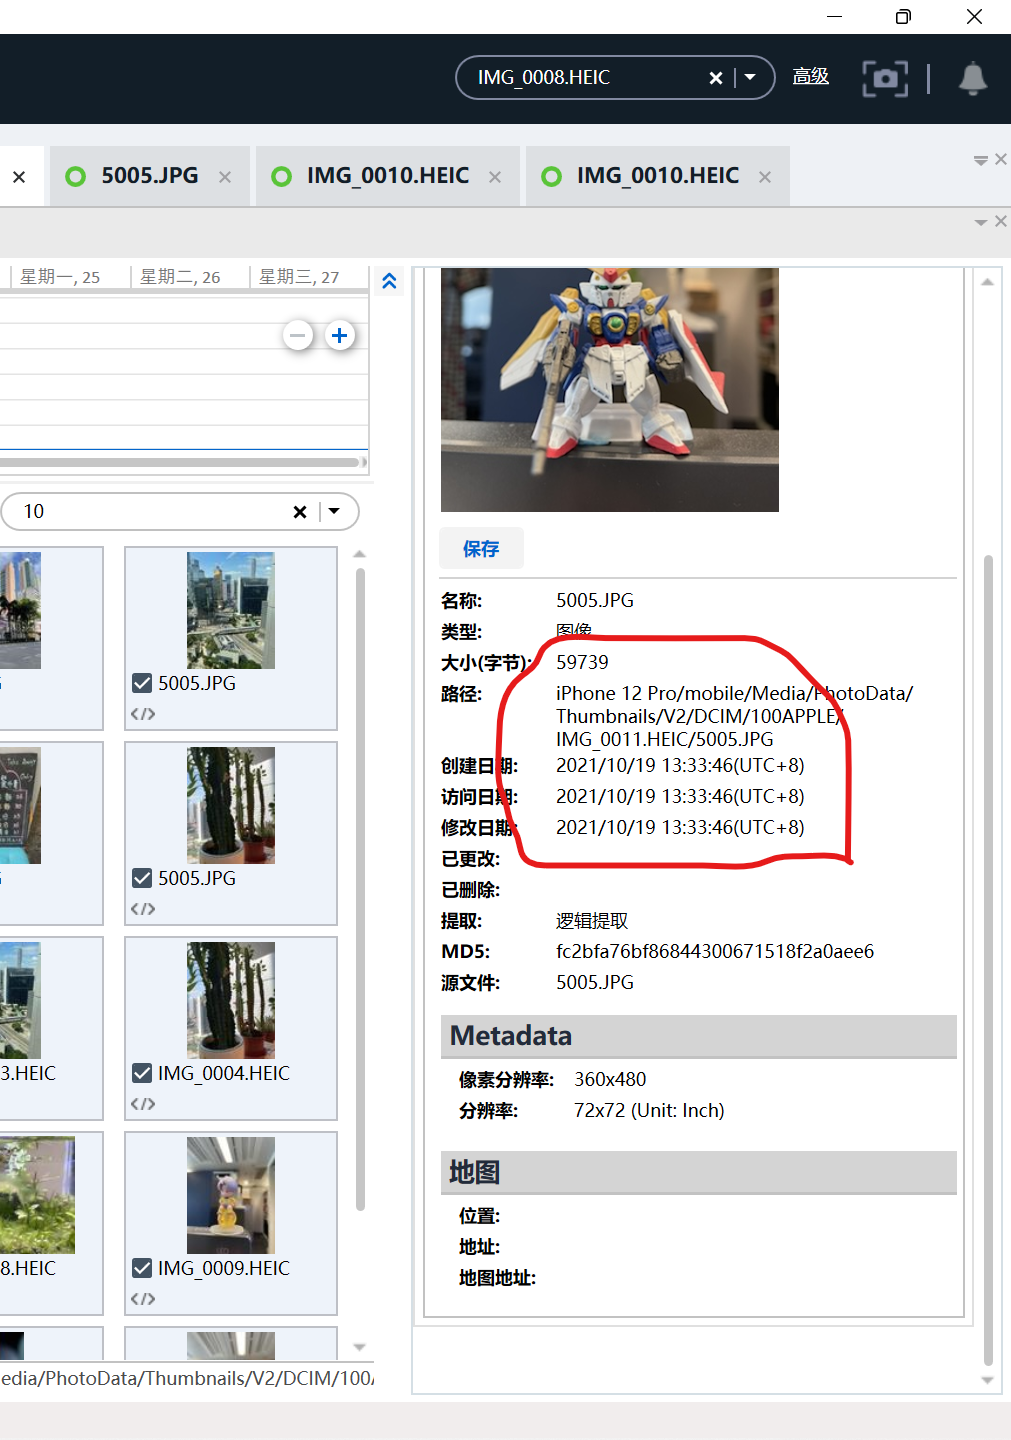 IMG_0008.HEIC
高级
5005.JPG
IMG_0010.HEIC
IMG_0010.HEIC
星期一, 25
星期二, 26
星期三, 27
10
5005.JPG
5005.JPG
3.HEIC
IMG_0004.HEIC
8.HEIC
IMG_0009.HEIC
edia/PhotoData/Thumbnails/V2/DCIM/100
保存
名称: 5005.JPG
类型: 图像
大小(字节): 59739
路径: iPhone 12 Pro/mobile/Media/PhotoData/
Thumbnails/V2/DCIM/100APPLE/
IMG_0011.HEIC/5005.JPG
创建日期: 2021/10/19 13:33:46(UTC+8)
访问日期: 2021/10/19 13:33:46(UTC+8)
修改日期: 2021/10/19 13:33:46(UTC+8)
已更改:
已删除:
提取: 逻辑提取
MD5: fc2bfa76bf86844300671518f2a0aee6
源文件: 5005.JPG
Metadata
像素分辨率: 360x480
分辨率: 72x72 (Unit: Inch)
地图
位置:
地址:
地图地址: